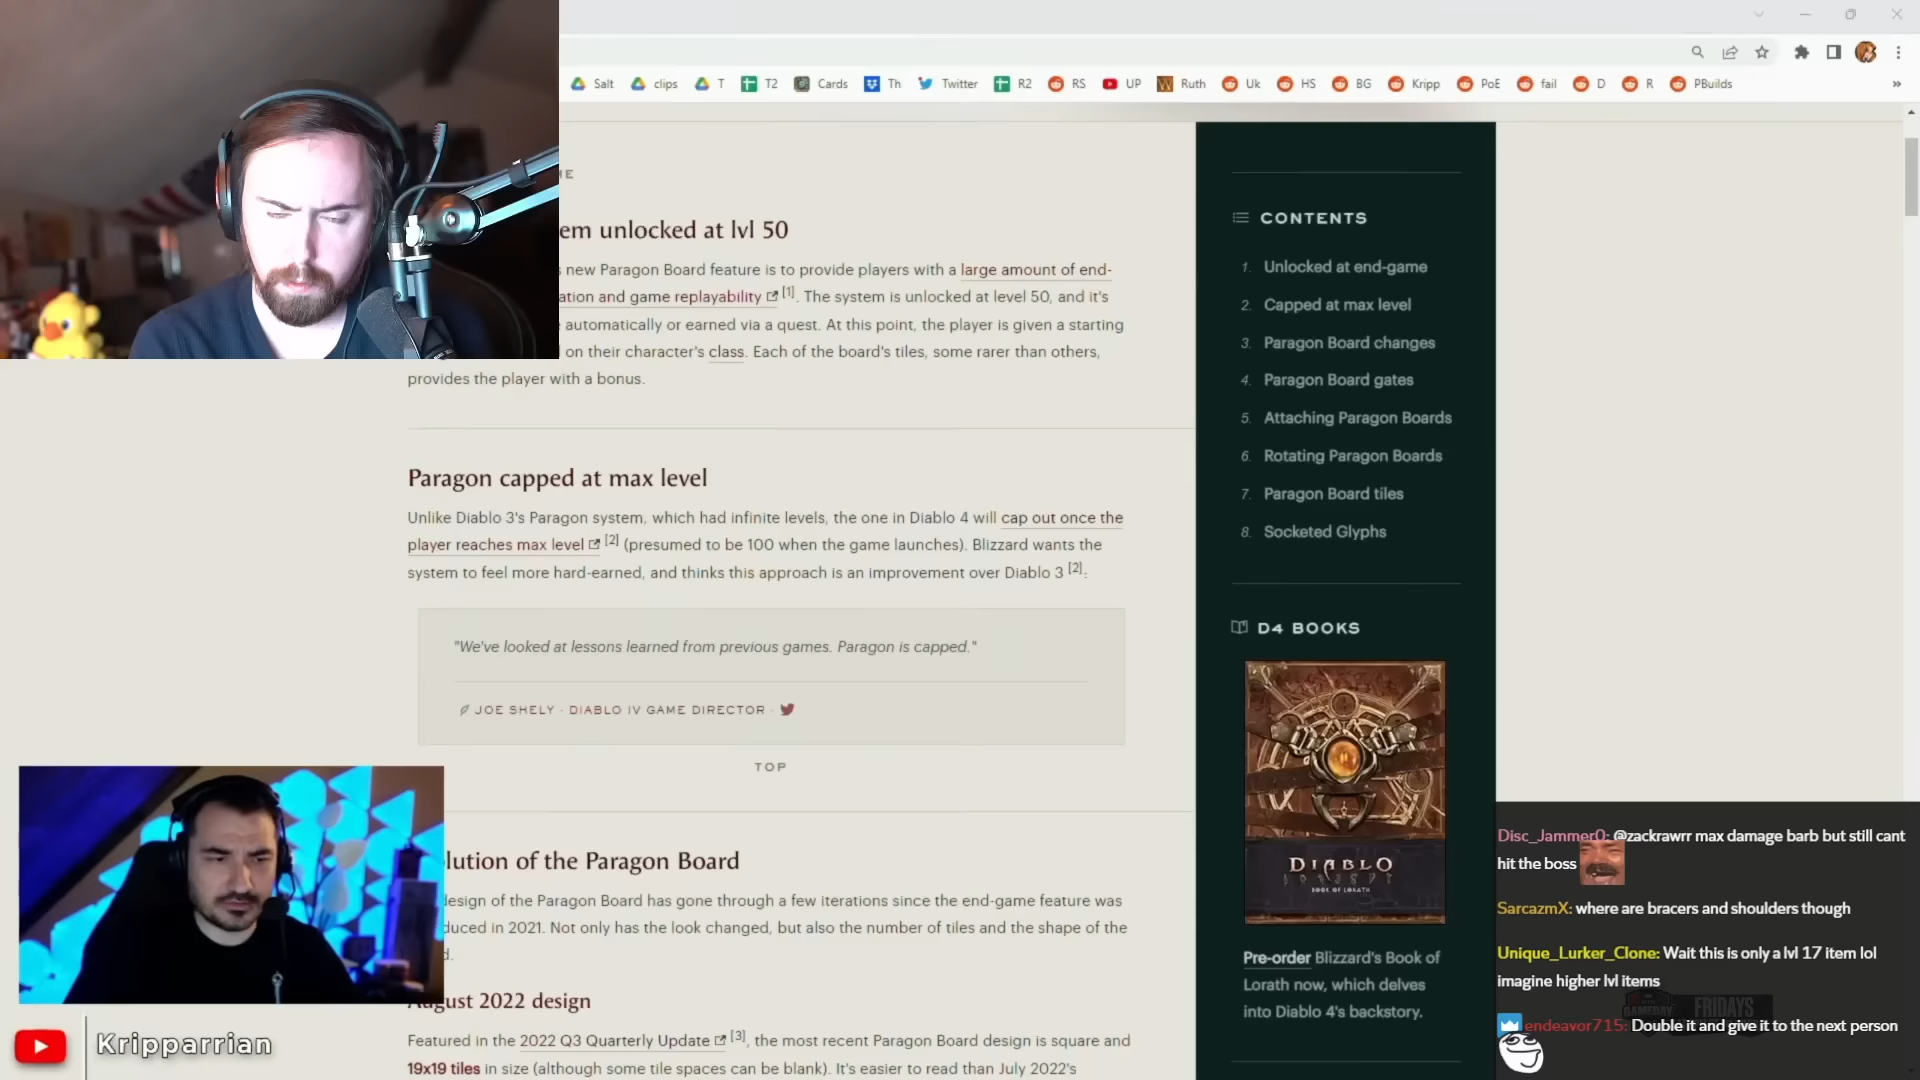 Salt clips T T2 Cards Th Twitter R2 RS UP Ruth Uk HS BG Kripp PoE fail D R PBuilds »
em unlocked at lvl 50
new Paragon Board feature is to provide players with a large amount of end-
ation and game replayability [1]. The system is unlocked at level 50, and it's
automatically or earned via a quest. At this point, the player is given a starting
on their character's class. Each of the board's tiles, some rarer than others,
provides the player with a bonus.
Paragon capped at max level
Unlike Diablo 3's Paragon system, which had infinite levels, the one in Diablo 4 will cap out once the
player reaches max level [2] (presumed to be 100 when the game launches). Blizzard wants the
system to feel more hard-earned, and thinks this approach is an improvement over Diablo 3 [2]:
"We've looked at lessons learned from previous games. Paragon is capped."
JOE SHELY · DIABLO IV GAME DIRECTOR ·
TOP
lution of the Paragon Board
esign of the Paragon Board has gone through a few iterations since the end-game feature was
duced in 2021. Not only has the look changed, but also the number of tiles and the shape of the
d.
August 2022 design
Featured in the 2022 Q3 Quarterly Update [3], the most recent Paragon Board design is square and
19x19 tiles in size (although some tile spaces can be blank). It's easier to read than July 2022's
CONTENTS
1. Unlocked at end-game
2. Capped at max level
3. Paragon Board changes
4. Paragon Board gates
5. Attaching Paragon Boards
6. Rotating Paragon Boards
7. Paragon Board tiles
8. Socketed Glyphs
D4 BOOKS
DIABLO
BOOK OF LORATH
Pre-order Blizzard's Book of
Lorath now, which delves
into Diablo 4's backstory.
Disc_Jammer0: @zackrawrr max damage barb but still cant
hit the boss
SarcazmX: where are bracers and shoulders though
Unique_Lurker_Clone: Wait this is only a lvl 17 item lol
imagine higher lvl items
FRIDAYS
endeavor715: Double it and give it to the next person
Kripparrian